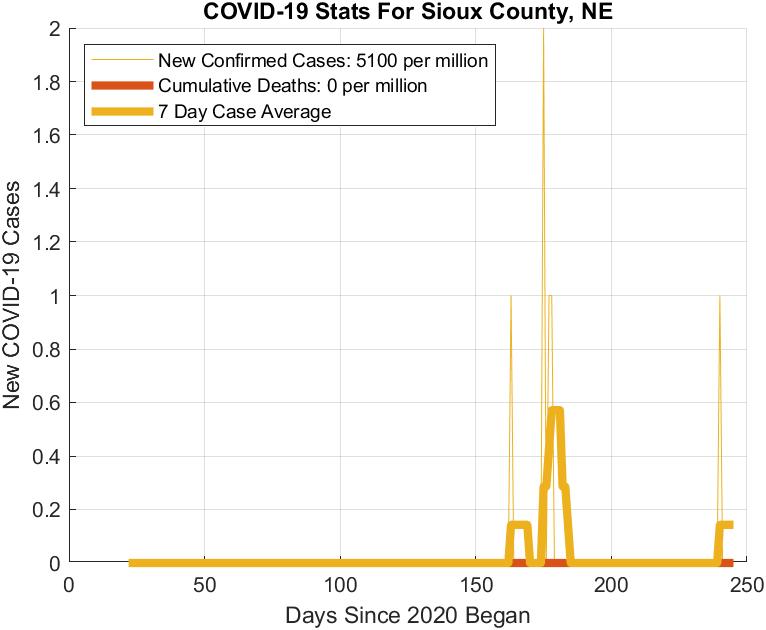 COVID-19 Stats For Sioux County, NE
New Confirmed Cases: 5100 per million
Cumulative Deaths: 0 per million
7 Day Case Average
New COVID-19 Cases
2
1.8
1.6
1.4
1.2
1
0.8
0.6
0.4
0.2
0
0 50 100 150 200 250
Days Since 2020 Began